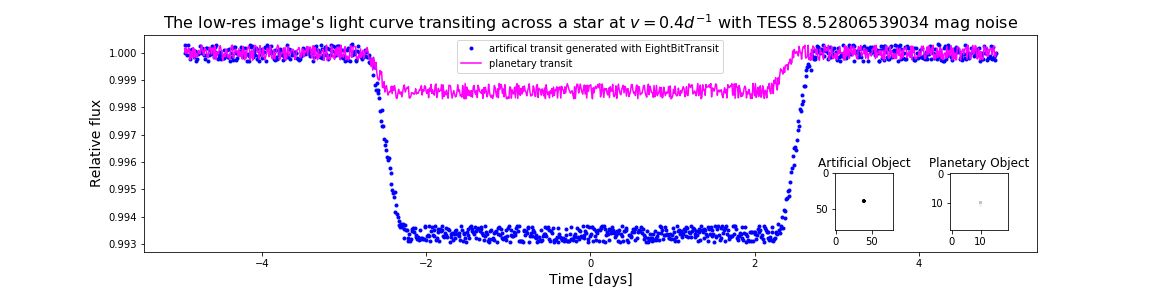 The low-res image's light curve transiting across a star at v = 0.4d⁻¹ with TESS 8.52806539034 mag noise
artifical transit generated with EightBitTransit
planetary transit
Relative flux
1.000
0.999
0.998
0.997
0.996
0.995
0.994
0.993
Artificial Object
0
50
0 50
Planetary Object
0
10
0 10
−4 −2 0 2 4
Time [days]